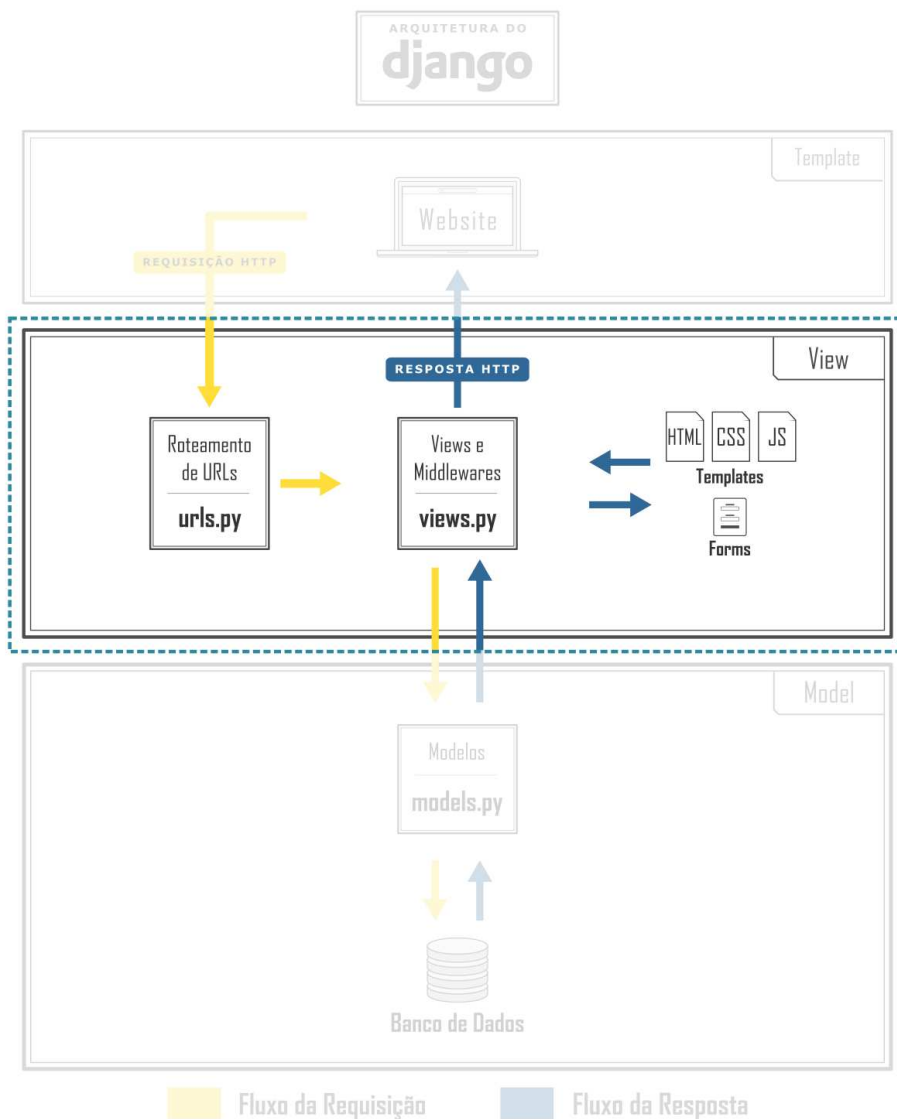 ARQUITETURA DO
django
Template
Website
REQUISIÇÃO HTTP
View
RESPOSTA HTTP
Roteamento
de URLs
urls.py
Views e
Middlewares
views.py
HTML
CSS
JS
Templates
Forms
Model
Modelos
models.py
Banco de Dados
Fluxo da Requisição
Fluxo da Resposta